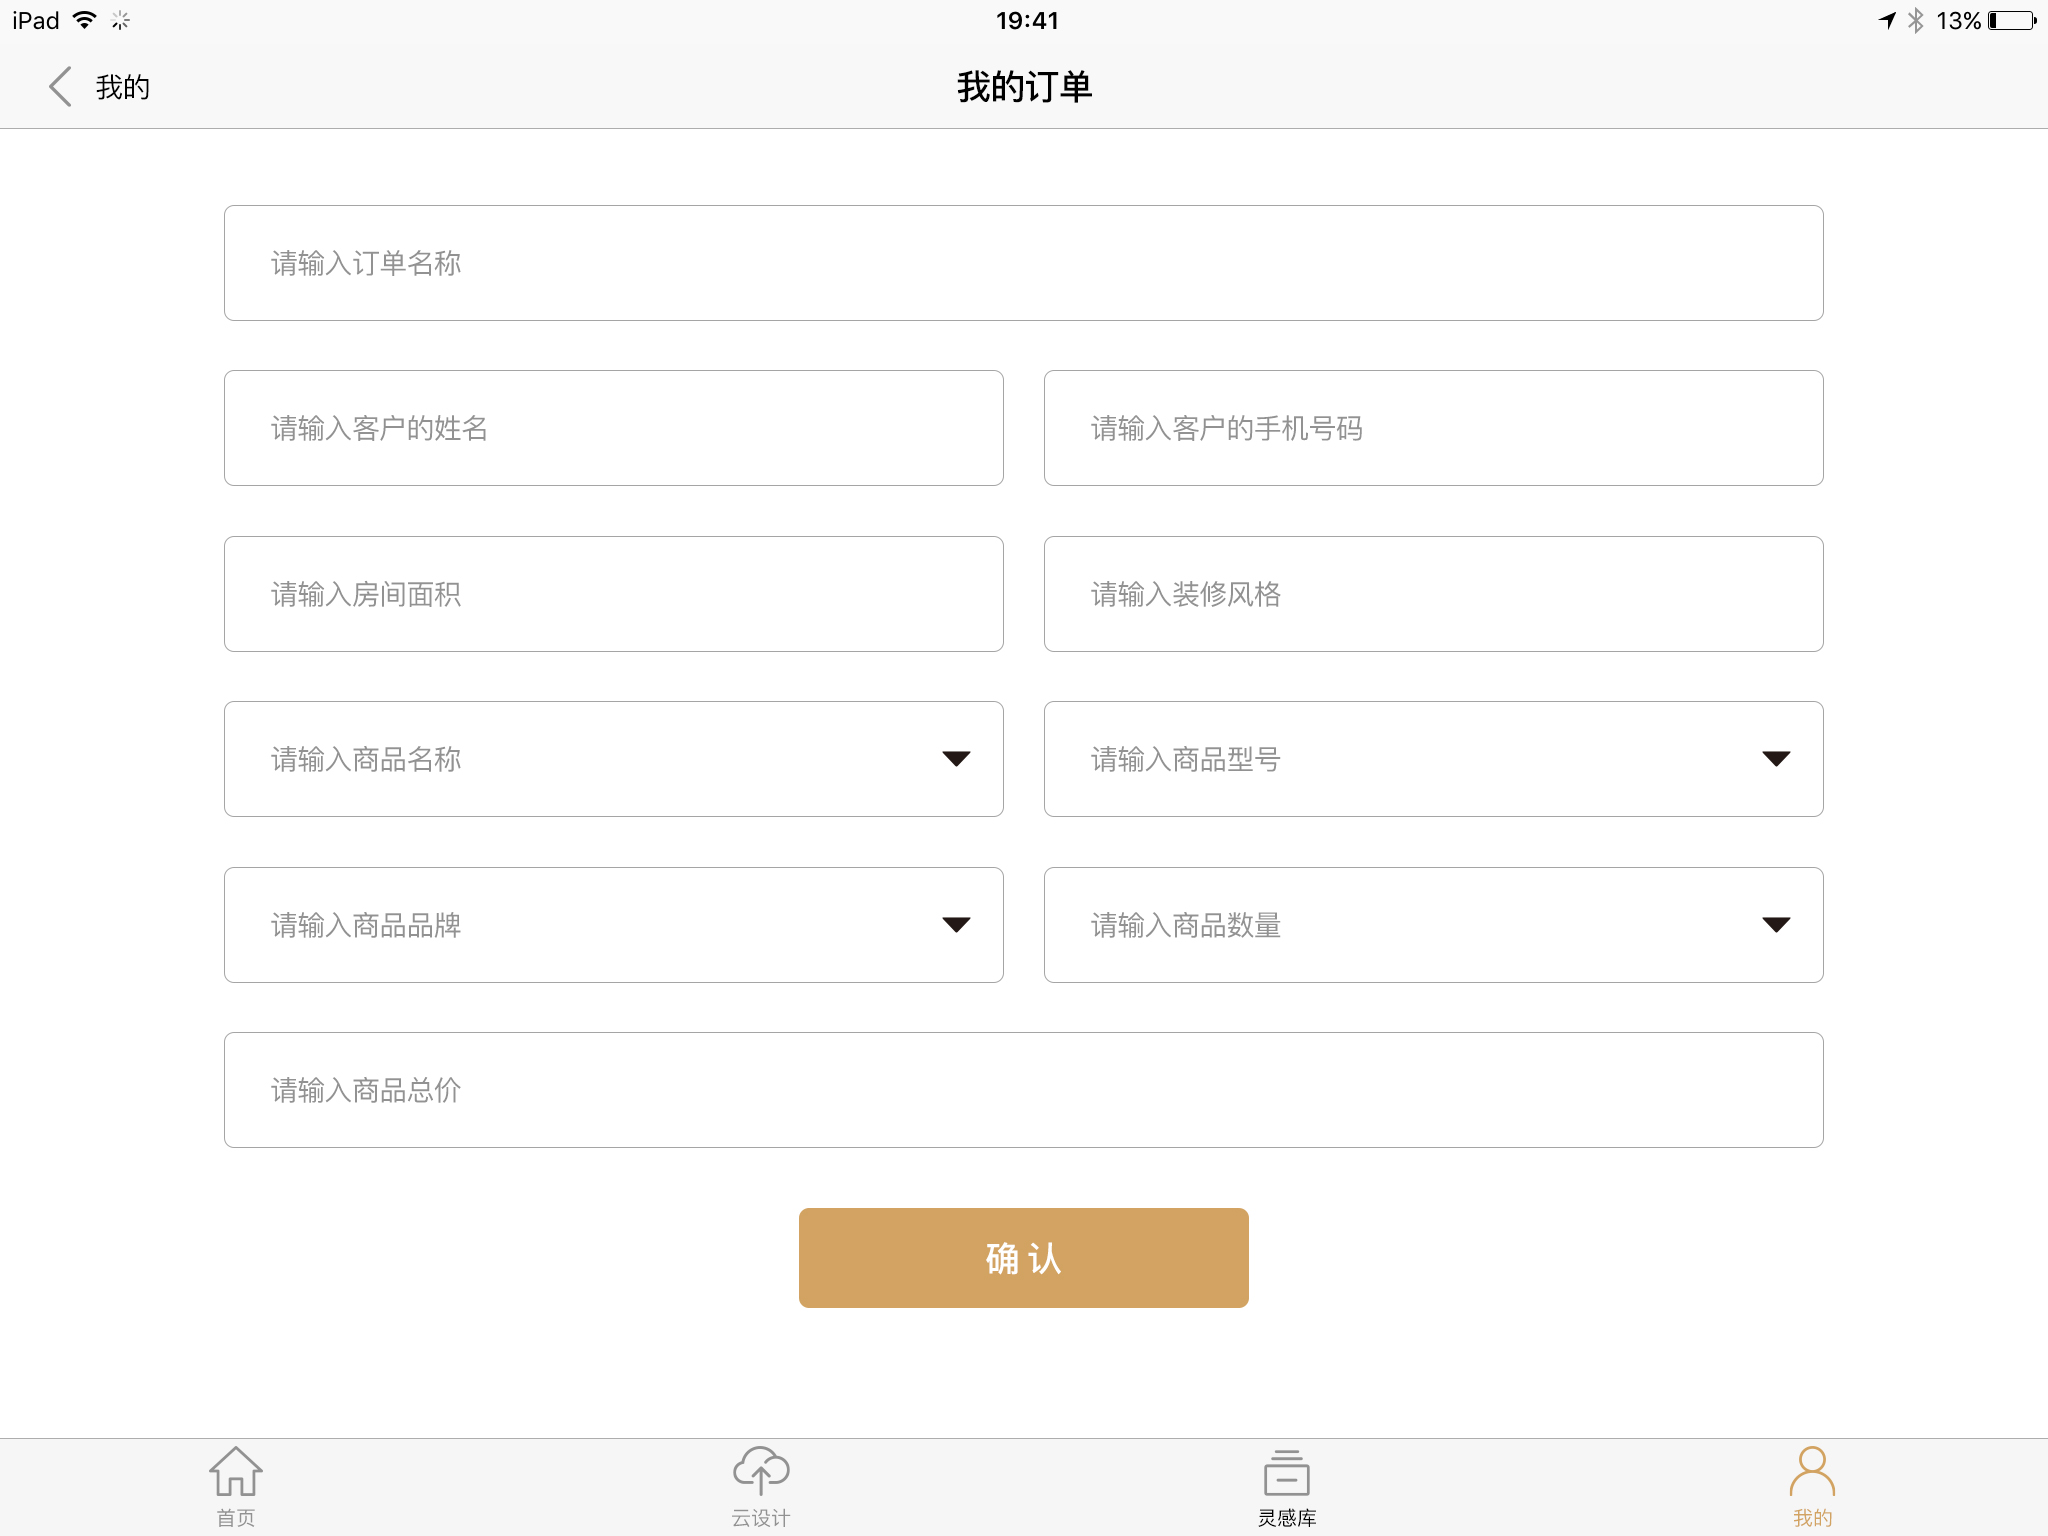 iPad 19:41 13%
我的 我的订单
请输入订单名称
请输入客户的姓名 请输入客户的手机号码
请输入房间面积 请输入装修风格
请输入商品名称 请输入商品型号
请输入商品品牌 请输入商品数量
请输入商品总价
确认
首页 云设计 灵感库 我的